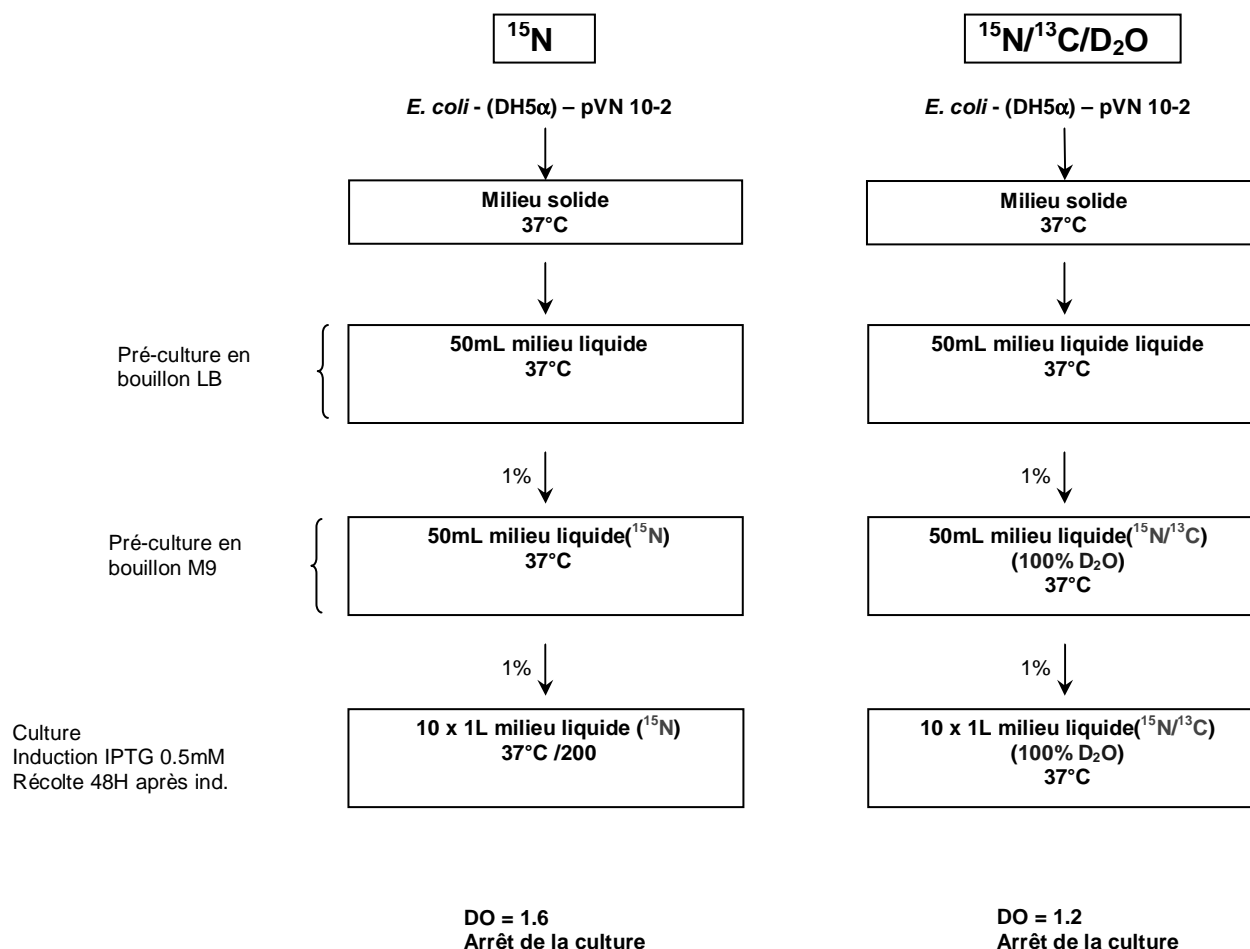 ¹⁵N
¹⁵N/¹³C/D₂O
E. coli - (DH5α) – pVN 10-2
E. coli - (DH5α) – pVN 10-2
Milieu solide
37°C
Milieu solide
37°C
Pré-culture en
bouillon LB
50mL milieu liquide
37°C
50mL milieu liquide liquide
37°C
1%
1%
Pré-culture en
bouillon M9
50mL milieu liquide(¹⁵N)
37°C
50mL milieu liquide(¹⁵N/¹³C)
(100% D₂O)
37°C
1%
1%
Culture
Induction IPTG 0.5mM
Récolte 48H après ind.
10 x 1L milieu liquide (¹⁵N)
37°C /200
10 x 1L milieu liquide(¹⁵N/¹³C)
(100% D₂O)
37°C
DO = 1.6
Arrêt de la culture
DO = 1.2
Arrêt de la culture